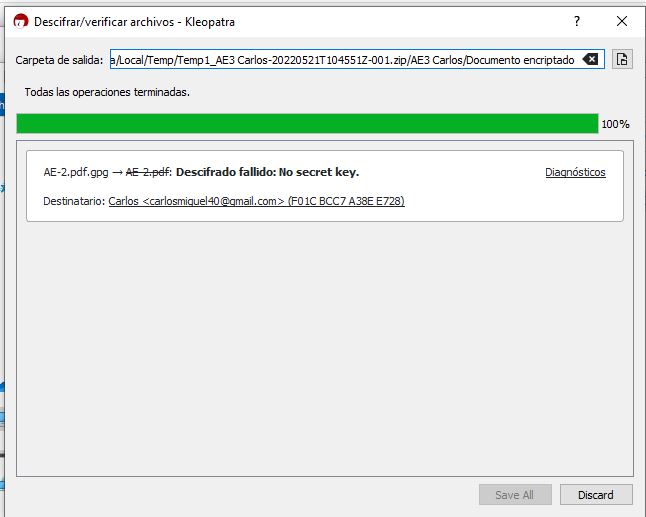 Descifrar/verificar archivos - Kleopatra ?
Carpeta de salida: a/Local/Temp/Temp1_AE3 Carlos-20220521T104551Z-001.zip/AE3 Carlos/Documento encriptado
Todas las operaciones terminadas.
100%
AE-2.pdf.gpg → AE-2.pdf: Descifrado fallido: No secret key. Diagnósticos
Destinatario: Carlos <carlosmiguel40@gmail.com> (F01C BCC7 A38E E728)
Save All Discard